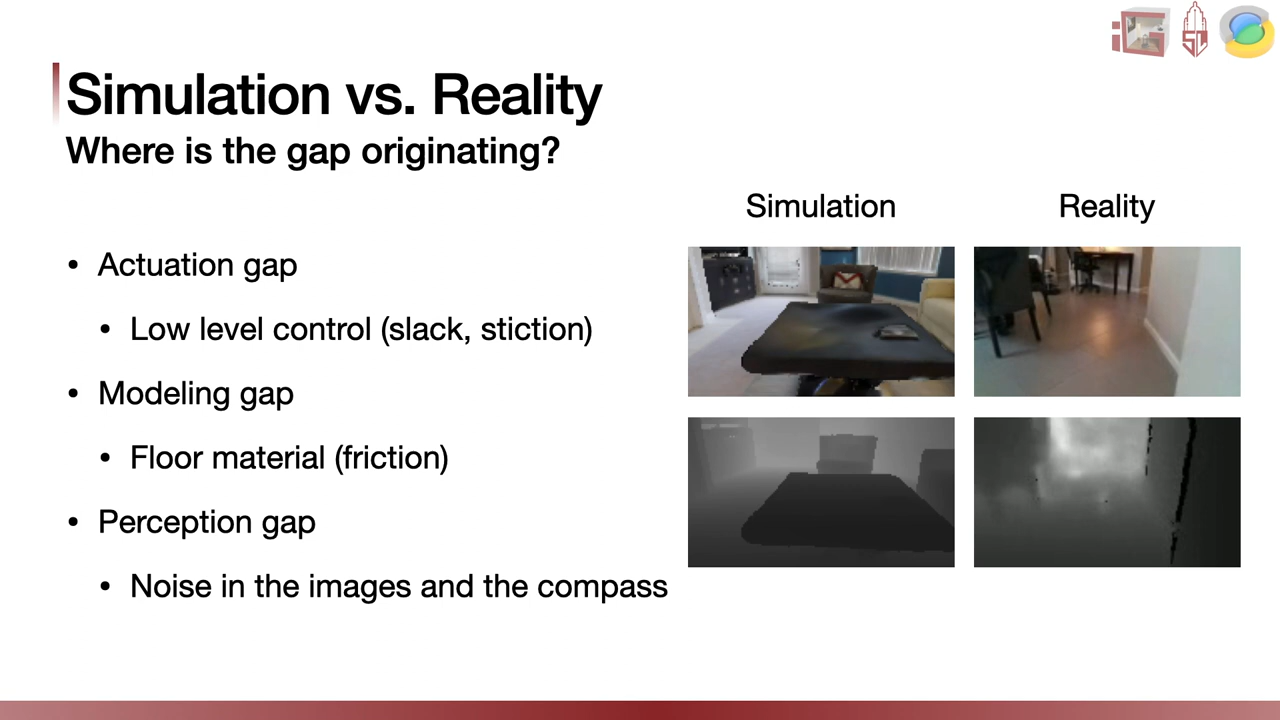 Simulation vs. Reality
Where is the gap originating?
Simulation
Reality
• Actuation gap
• Low level control (slack, stiction)
• Modeling gap
• Floor material (friction)
• Perception gap
• Noise in the images and the compass